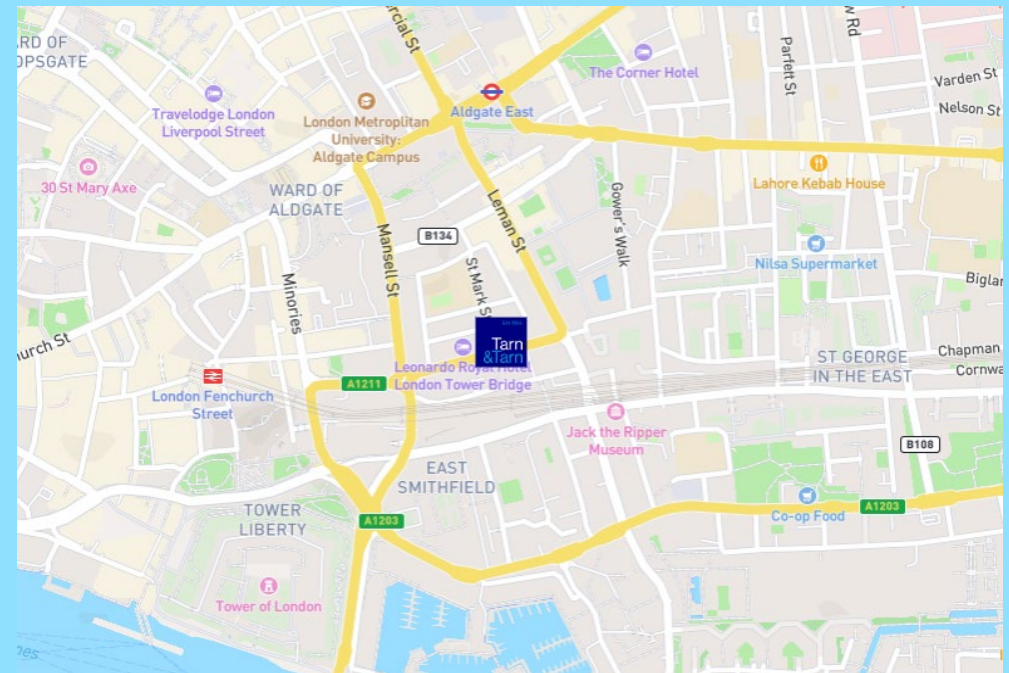 rcial St
RD OF
OPSGATE
w Rd
Parfett St
The Corner Hotel
Varden St
Aldgate East
Nelson St
Travelodge London
Liverpool Street
London Metroplitan
University:
Aldgate Campus
30 St Mary Axe
Lahore Kebab House
WARD OF
ALDGATE
Leman St
Gower's Walk
B134
Mansell St
St Mark S
Nilsa Supermarket
Minories
Biglan
Tarn
&Tarn
hurch St
Leonardo Royal Hotel
London Tower Bridge
ST GEORGE
IN THE EAST
Chapman
Cornwa
A1211
London Fenchurch
Street
Jack the Ripper
Museum
B108
EAST
SMITHFIELD
TOWER
LIBERTY
A1203
Co-op Food
A1203
Tower of London